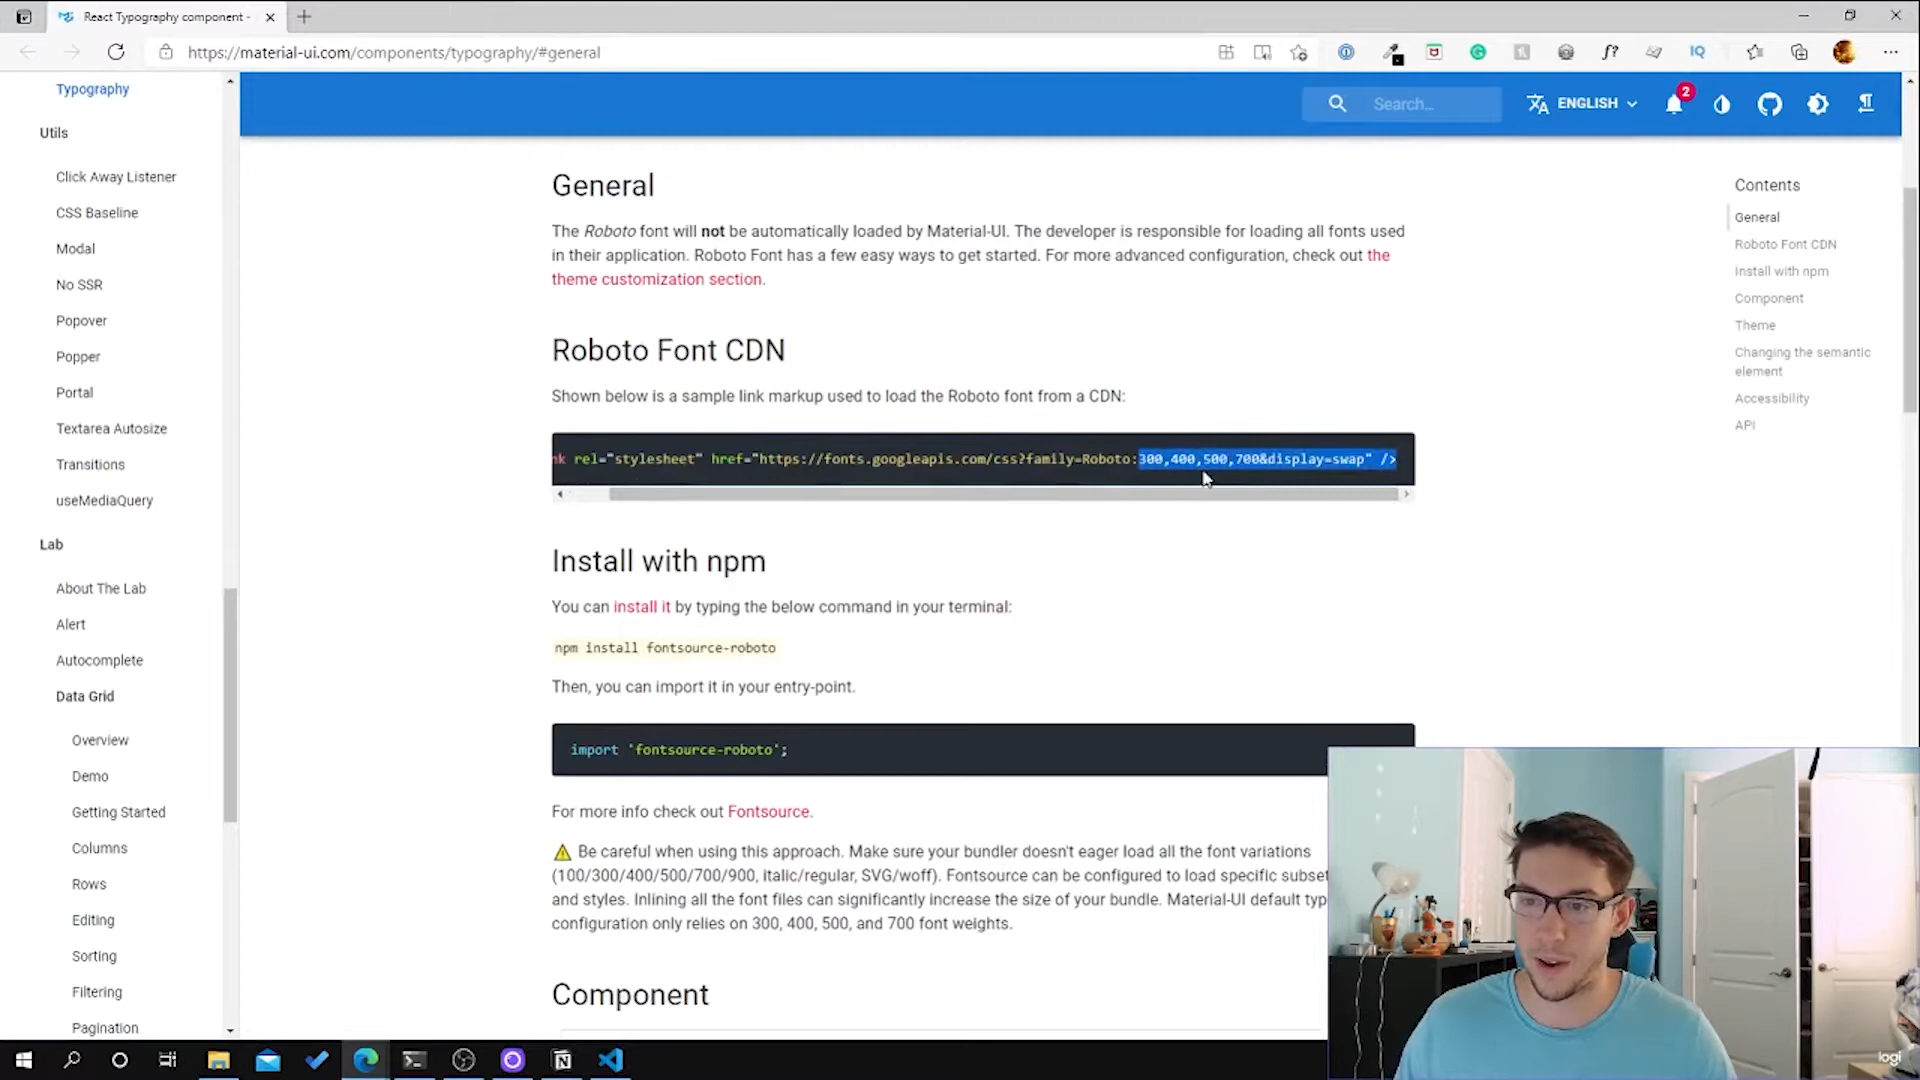 React Typography component -
https://material-ui.com/components/typography/#general
f?
IQ
Typography
Utils
Click Away Listener
CSS Baseline
Modal
No SSR
Popover
Popper
Portal
Textarea Autosize
Transitions
useMediaQuery
Lab
About The Lab
Alert
Autocomplete
Data Grid
Overview
Demo
Getting Started
Columns
Rows
Editing
Sorting
Filtering
Pagination
Search…
ENGLISH
2
General
The Roboto font will not be automatically loaded by Material-UI. The developer is responsible for loading all fonts used
in their application. Roboto Font has a few easy ways to get started. For more advanced configuration, check out the
theme customization section.
Roboto Font CDN
Shown below is a sample link markup used to load the Roboto font from a CDN:
nk rel="stylesheet" href="https://fonts.googleapis.com/css?family=Roboto:300,400,500,700&display=swap" />
Install with npm
You can install it by typing the below command in your terminal:
npm install fontsource-roboto
Then, you can import it in your entry-point.
import 'fontsource-roboto';
For more info check out Fontsource.
Be careful when using this approach. Make sure your bundler doesn't eager load all the font variations
(100/300/400/500/700/900, italic/regular, SVG/woff). Fontsource can be configured to load specific subset
and styles. Inlining all the font files can significantly increase the size of your bundle. Material-UI default typ
configuration only relies on 300, 400, 500, and 700 font weights.
Component
Contents
General
Roboto Font CDN
Install with npm
Component
Theme
Changing the semantic
element
Accessibility
API
logi